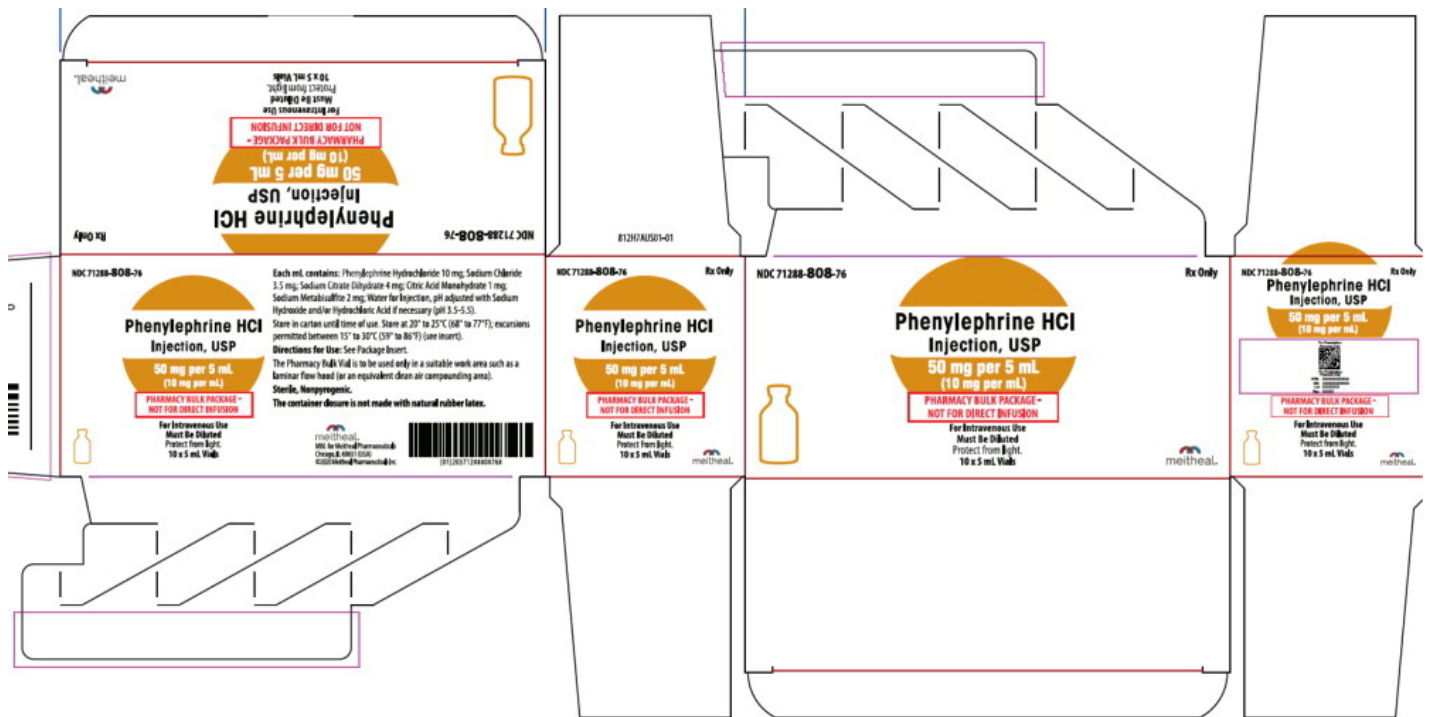 meitheal.
10 x 5 mL Vials
Protect from light.
Must Be Diluted
For Intravenous Use
NOT FOR DIRECT INFUSION
PHARMACY BULK PACKAGE –
(10 mg per mL)
50 mg per 5 mL
Injection, USP
Phenylephrine HCl
Rx Only
NDC 71288-808-76
812H7AUS01-01
NDC 71288-808-76
Phenylephrine HCl
Injection, USP
50 mg per 5 mL
(10 mg per mL)
PHARMACY BULK PACKAGE –
NOT FOR DIRECT INFUSION
For Intravenous Use
Must Be Diluted
Protect from light.
10 x 5 mL Vials
Each mL contains: Phenylephrine Hydrochloride 10 mg; Sodium Chloride
3.5 mg; Sodium Citrate Dihydrate 4 mg; Citric Acid Monohydrate 1 mg;
Sodium Metabisulfite 2 mg; Water for Injection, pH adjusted with Sodium
Hydroxide and/or Hydrochloric Acid if necessary (pH 3.5-5.5).
Store in carton until time of use. Store at 20° to 25°C (68° to 77°F); excursions
permitted between 15° to 30°C (59° to 86°F) (see insert).
Directions for Use: See Package Insert.
The Pharmacy Bulk Vial is to be used only in a suitable work area such as a
laminar flow hood (or an equivalent clean air compounding area).
Sterile, Nonpyrogenic.
The container closure is not made with natural rubber latex.
meitheal.
Mfd. for Meitheal Pharmaceuticals
Chicago, IL 60631 (USA)
©2020 Meitheal Pharmaceuticals Inc.
(01)20371288808768
NDC 71288-808-76
Rx Only
Phenylephrine HCl
Injection, USP
50 mg per 5 mL
(10 mg per mL)
PHARMACY BULK PACKAGE –
NOT FOR DIRECT INFUSION
For Intravenous Use
Must Be Diluted
Protect from light.
10 x 5 mL Vials
meitheal.
NDC 71288-808-76
Rx Only
Phenylephrine HCl
Injection, USP
50 mg per 5 mL
(10 mg per mL)
PHARMACY BULK PACKAGE –
NOT FOR DIRECT INFUSION
For Intravenous Use
Must Be Diluted
Protect from light.
10 x 5 mL Vials
meitheal.
NDC 71288-808-76
Rx Only
Phenylephrine HCl
Injection, USP
50 mg per 5 mL
(10 mg per mL)
PHARMACY BULK PACKAGE –
NOT FOR DIRECT INFUSION
For Intravenous Use
Must Be Diluted
Protect from light.
10 x 5 mL Vials
meitheal.